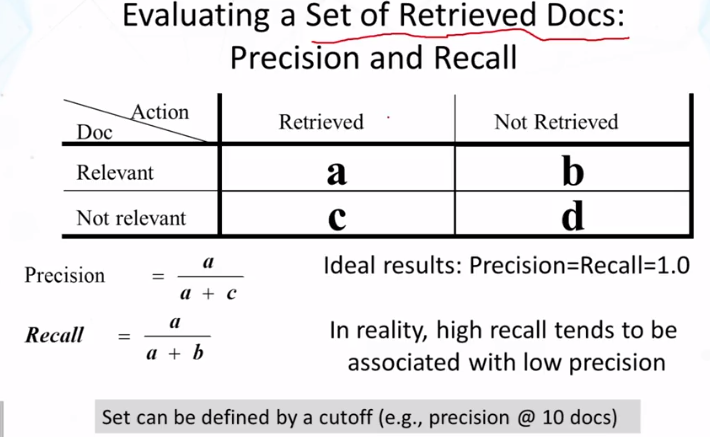 Evaluating a Set of Retrieved Docs:
Precision and Recall
Action
Doc
Retrieved
Not Retrieved
Relevant
a
b
Not relevant
c
d
Precision = a / a + c
Ideal results: Precision=Recall=1.0
Recall = a / a + b
In reality, high recall tends to be
associated with low precision
Set can be defined by a cutoff (e.g., precision @ 10 docs)